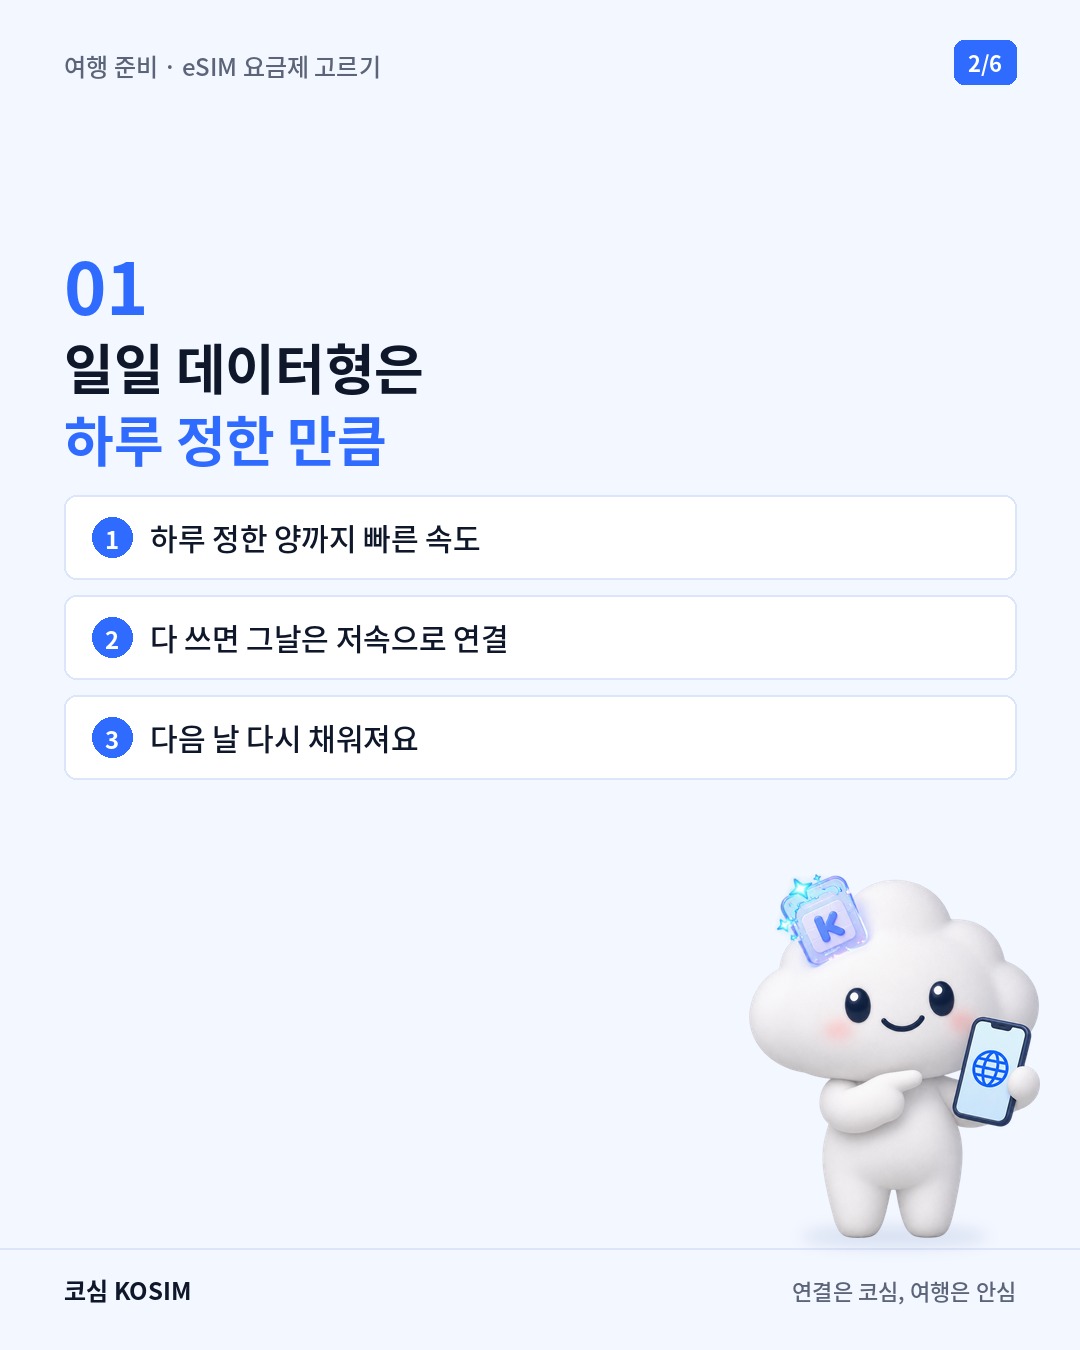 여행 준비 · eSIM 요금제 고르기
2/6
01
일일 데이터형은
하루 정한 만큼
1 하루 정한 양까지 빠른 속도
2 다 쓰면 그날은 저속으로 연결
3 다음 날 다시 채워져요
K
코심 KOSIM
연결은 코심, 여행은 안심